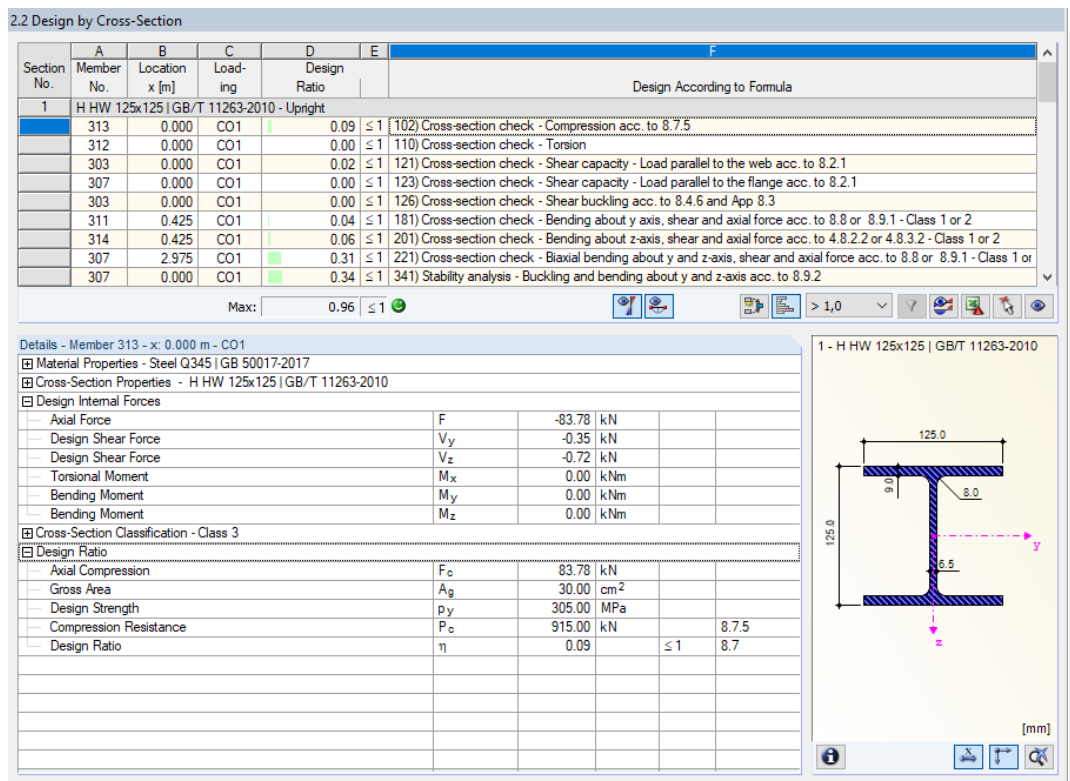 2.2 Design by Cross-Section
A B C D E F
Section Member Location Load- Design
No. No. x [m] ing Ratio Design According to Formula
1 H HW 125x125 | GB/T 11263-2010 - Upright
313 0.000 CO1 0.09 ≤ 1 102) Cross-section check - Compression acc. to 8.7.5
312 0.000 CO1 0.00 ≤ 1 110) Cross-section check - Torsion
303 0.000 CO1 0.02 ≤ 1 121) Cross-section check - Shear capacity - Load parallel to the web acc. to 8.2.1
307 0.000 CO1 0.00 ≤ 1 123) Cross-section check - Shear capacity - Load parallel to the flange acc. to 8.2.1
303 0.000 CO1 0.00 ≤ 1 126) Cross-section check - Shear buckling acc. to 8.4.6 and App 8.3
311 0.425 CO1 0.04 ≤ 1 181) Cross-section check - Bending about y axis, shear and axial force acc. to 8.8 or 8.9.1 - Class 1 or 2
314 0.425 CO1 0.06 ≤ 1 201) Cross-section check - Bending about z-axis, shear and axial force acc. to 4.8.2.2 or 4.8.3.2 - Class 1 or 2
307 2.975 CO1 0.31 ≤ 1 221) Cross-section check - Biaxial bending about y and z-axis, shear and axial force acc. to 8.8 or 8.9.1 - Class 1 or
307 0.000 CO1 0.34 ≤ 1 341) Stability analysis - Buckling and bending about y and z-axis acc. to 8.9.2
Max: 0.96 ≤ 1 > 1,0
Details - Member 313 - x: 0.000 m - CO1
Material Properties - Steel Q345 | GB 50017-2017
Cross-Section Properties - H HW 125x125 | GB/T 11263-2010
Design Internal Forces
Axial Force F -83.78 kN
Design Shear Force Vy -0.35 kN
Design Shear Force Vz -0.72 kN
Torsional Moment Mx 0.00 kNm
Bending Moment My 0.00 kNm
Bending Moment Mz 0.00 kNm
Cross-Section Classification - Class 3
Design Ratio
Axial Compression Fc 83.78 kN
Gross Area Ag 30.00 cm2
Design Strength py 305.00 MPa
Compression Resistance Pc 915.00 kN 8.7.5
Design Ratio η 0.09 ≤ 1 8.7
1 - H HW 125x125 | GB/T 11263-2010
125.0
9.0
8.0
125.0
y
6.5
z
[mm]
x